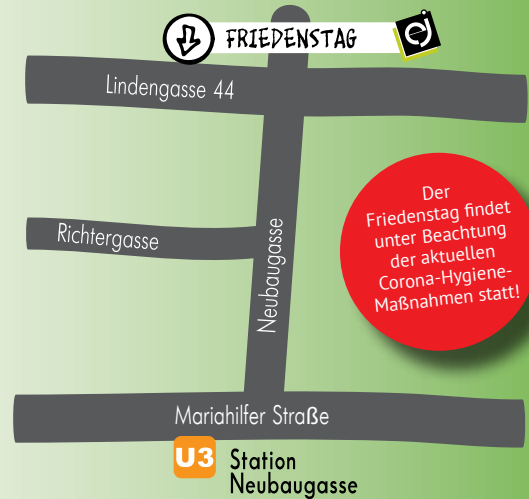 FRIEDENSTAG
ej
Lindengasse 44
Richtergasse
Neubaugasse
Der
Friedenstag findet
unter Beachtung
der aktuellen
Corona-Hygiene-
Maßnahmen statt!
Mariahilfer Straße
U3 Station
Neubaugasse